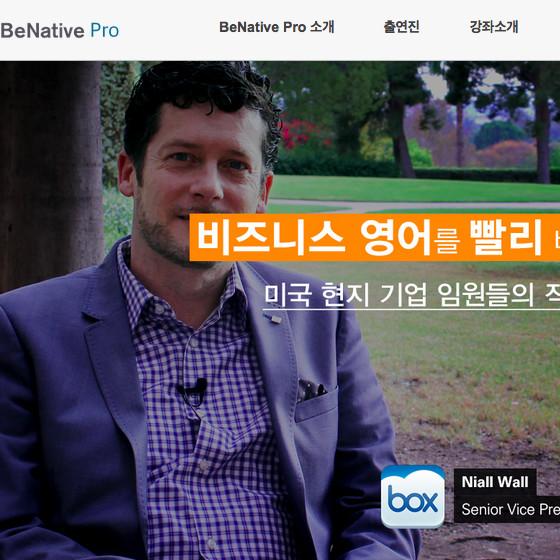 BeNative Pro
BeNative Pro 소개
출연진
강좌소개
비즈니스 영어를 빨리
미국 현지 기업 임원들의
box
Niall Wall
Senior Vice